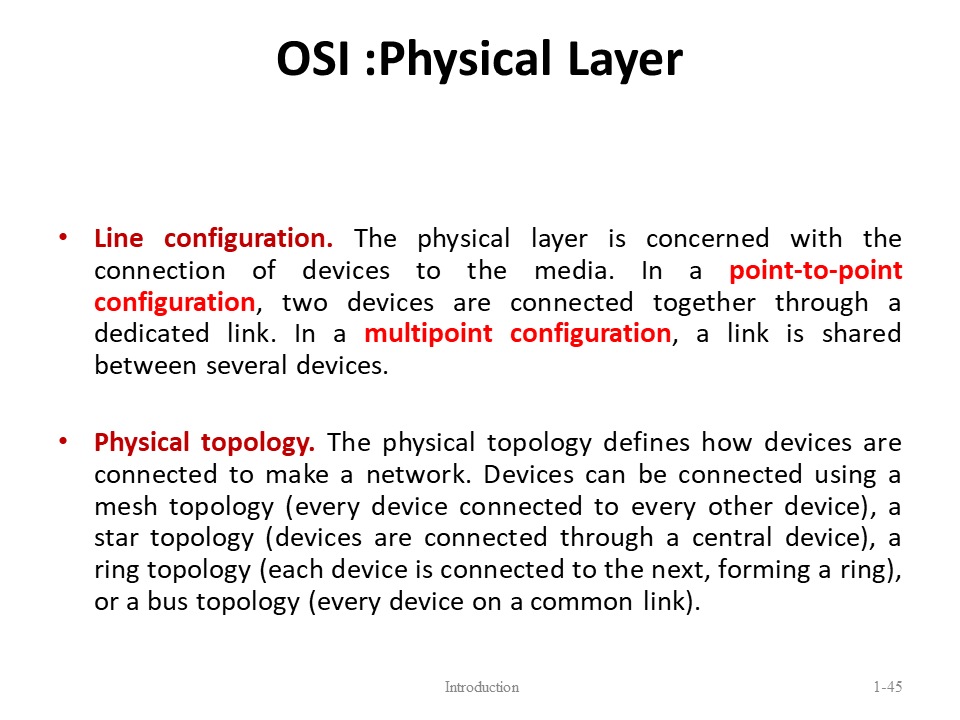 OSI :Physical Layer
• Line configuration. The physical layer is concerned with the
connection of devices to the media. In a point-to-point
configuration, two devices are connected together through a
dedicated link. In a multipoint configuration, a link is shared
between several devices.
• Physical topology. The physical topology defines how devices are
connected to make a network. Devices can be connected using a
mesh topology (every device connected to every other device), a
star topology (devices are connected through a central device), a
ring topology (each device is connected to the next, forming a ring),
or a bus topology (every device on a common link).
Introduction
1-45